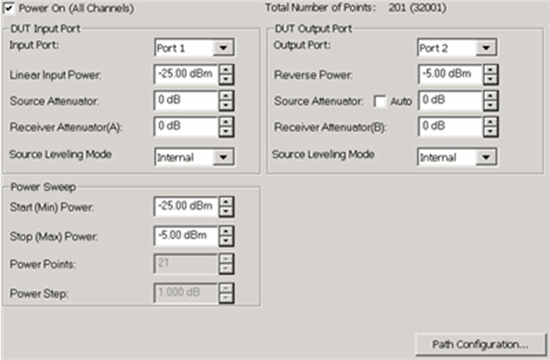 Power On (All Channels)
Total Number of Points: 201 (32001)
DUT Input Port
Input Port: Port 1
Linear Input Power: -25.00 dBm
Source Attenuator: 0 dB
Receiver Attenuator(A): 0 dB
Source Leveling Mode Internal
DUT Output Port
Output Port: Port 2
Reverse Power: -5.00 dBm
Source Attenuator: Auto 0 dB
Receiver Attenuator(B): 0 dB
Source Leveling Mode Internal
Power Sweep
Start (Min) Power: -25.00 dBm
Stop (Max) Power: -5.00 dBm
Power Points: 21
Power Step: 1.000 dB
Path Configuration...